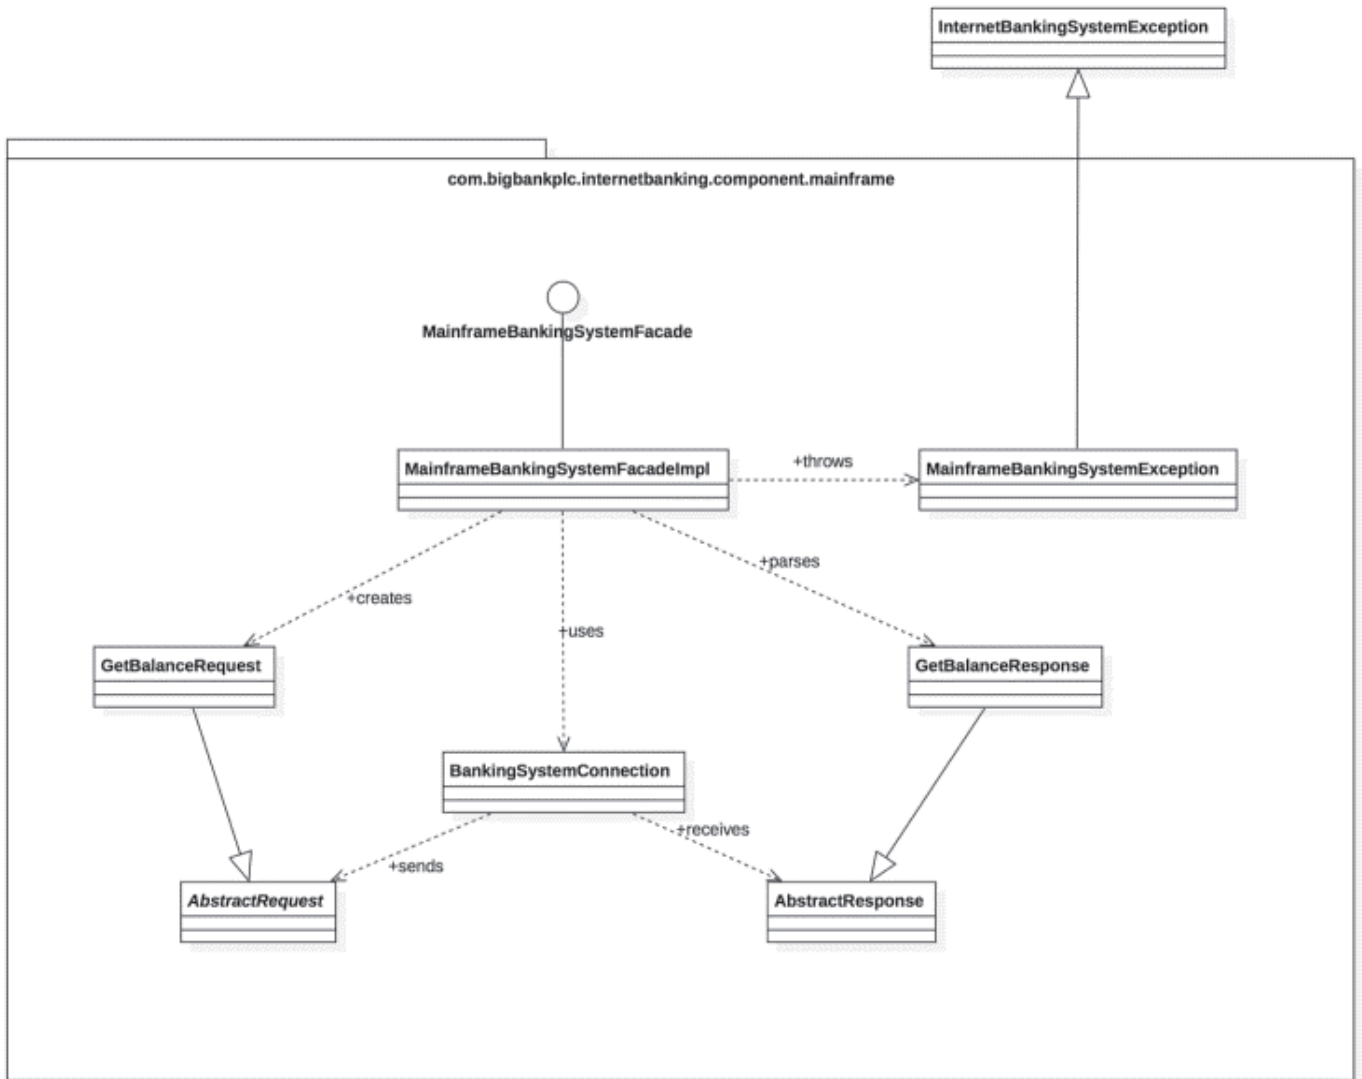 InternetBankingSystemException
com.bigbankplc.internetbanking.component.mainframe
MainframeBankingSystemFacade
MainframeBankingSystemFacadeImpl
+throws
MainframeBankingSystemException
+parses
+creates
+uses
GetBalanceRequest
GetBalanceResponse
BankingSystemConnection
+receives
+sends
AbstractRequest
AbstractResponse